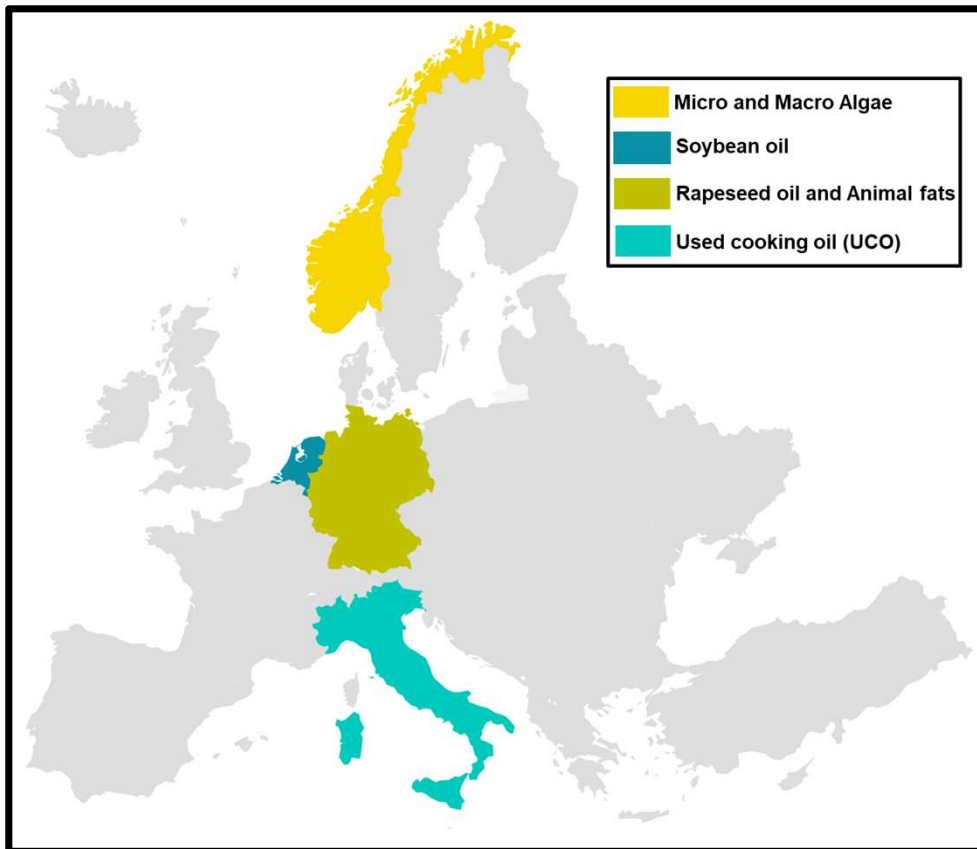 Micro and Macro Algae
Soybean oil
Rapeseed oil and Animal fats
Used cooking oil (UCO)